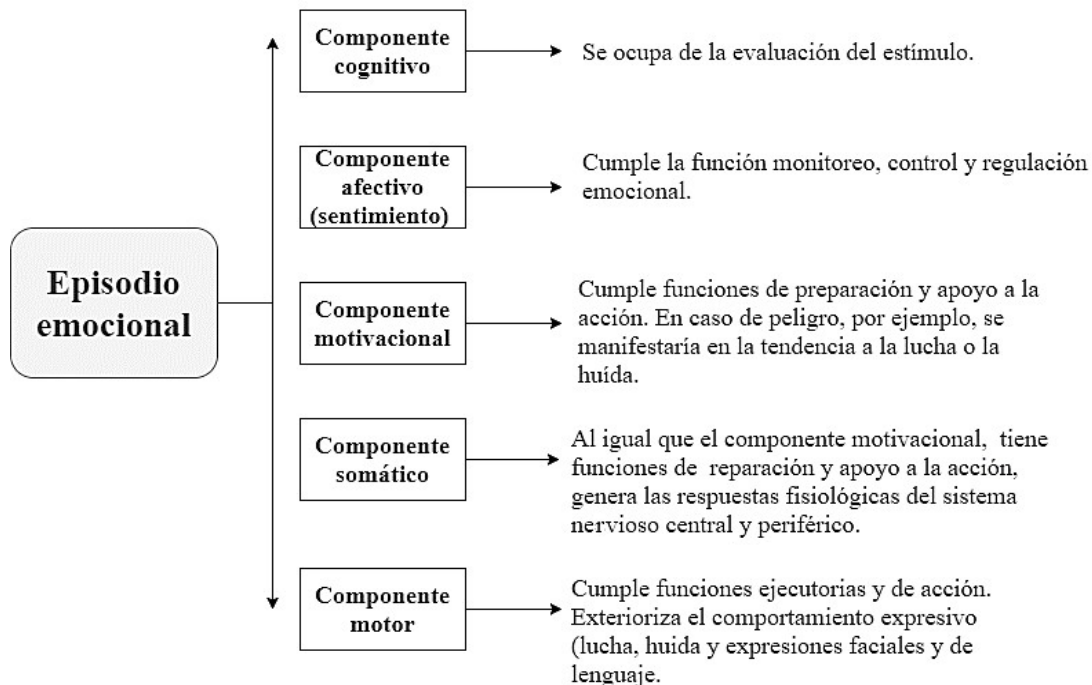 Episodio
emocional
Componente
cognitivo
Se ocupa de la evaluación del estímulo.
Componente
afectivo
(sentimiento)
Cumple la función monitoreo, control y regulación
emocional.
Componente
motivacional
Cumple funciones de preparación y apoyo a la
acción. En caso de peligro, por ejemplo, se
manifestaría en la tendencia a la lucha o la
huída.
Componente
somático
Al igual que el componente motivacional, tiene
funciones de reparación y apoyo a la acción,
genera las respuestas fisiológicas del sistema
nervioso central y periférico.
Componente
motor
Cumple funciones ejecutorias y de acción.
Exterioriza el comportamiento expresivo
(lucha, huida y expresiones faciales y de
lenguaje.